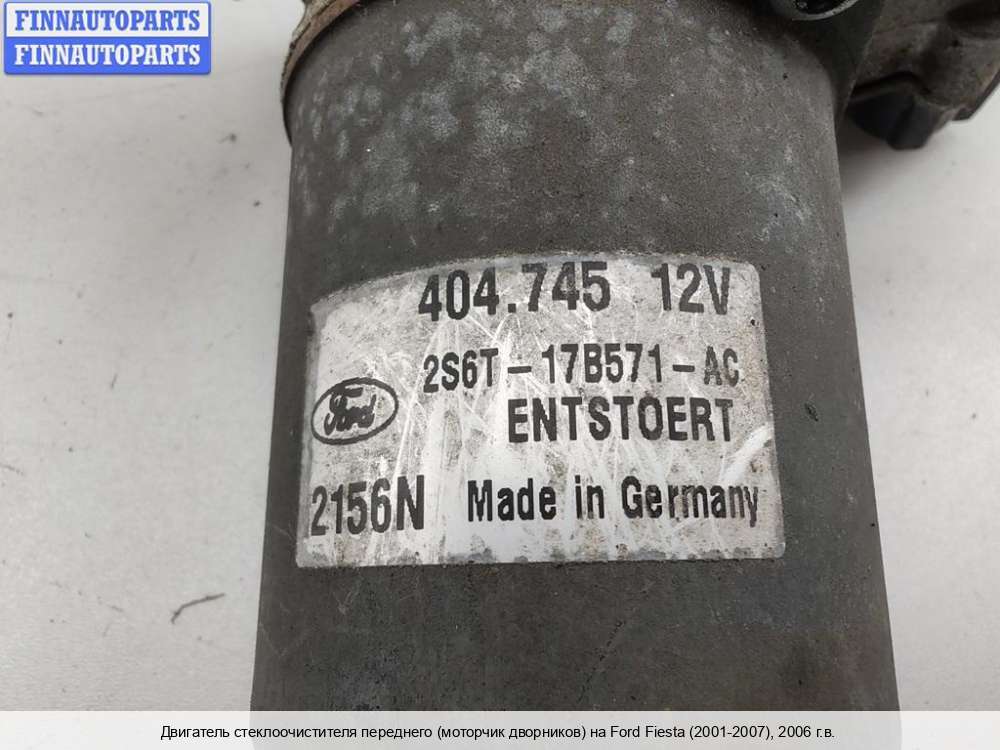 FINNAUTOPARTS
FINNAUTOPARTS
404.745 12V
2S6T-17B571-AC
Ford
ENTSTOERT
2156N Made in Germany
Двигатель стеклоочистителя переднего (моторчик дворников) на Ford Fiesta (2001-2007), 2006 г.в.